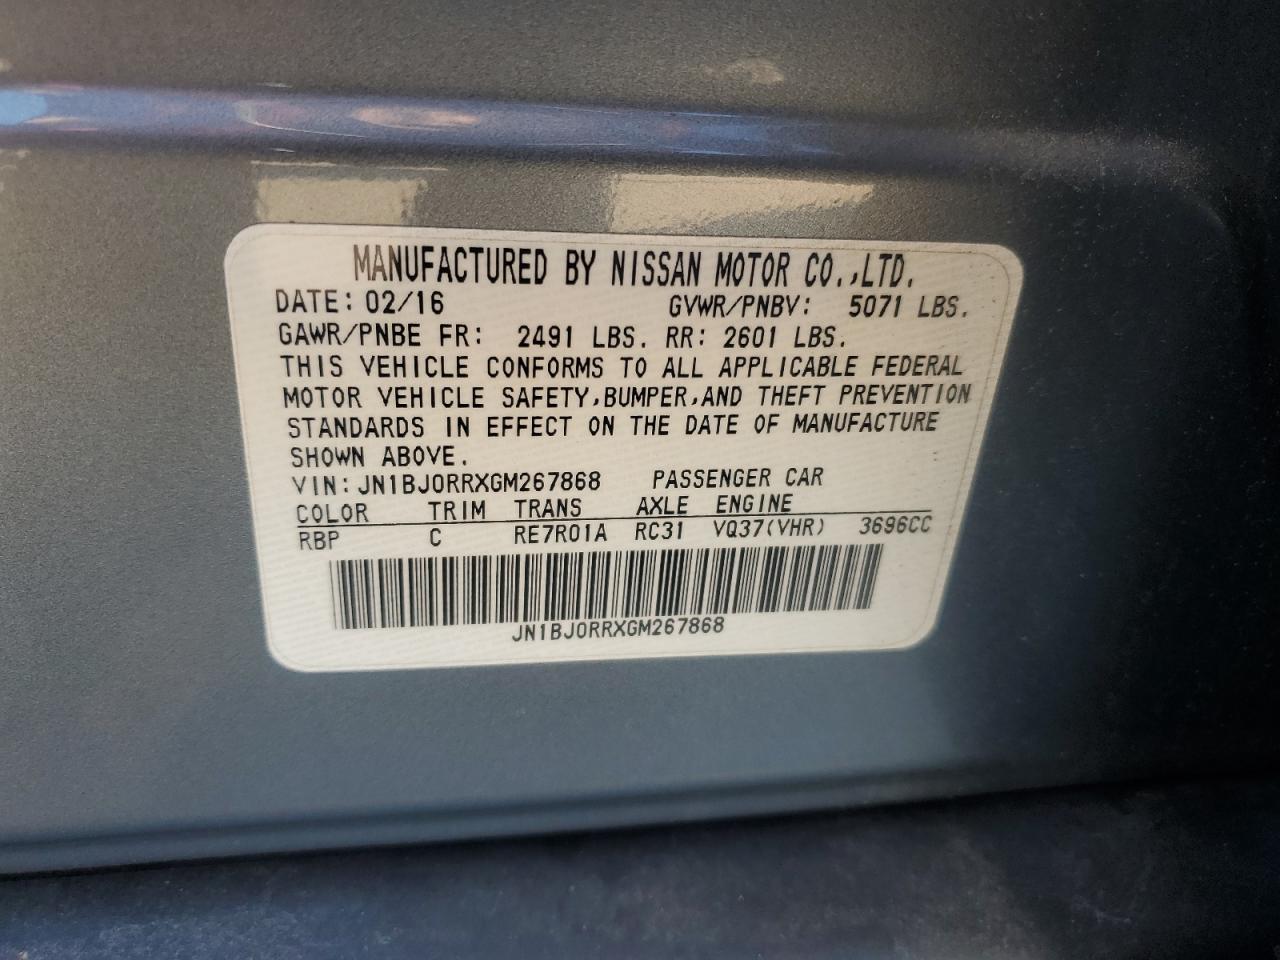 MANUFACTURED BY NISSAN MOTOR CO.,LTD.
DATE: 02/16 GVWR/PNBV: 5071 LBS.
GAWR/PNBE FR: 2491 LBS. RR: 2601 LBS.
THIS VEHICLE CONFORMS TO ALL APPLICABLE FEDERAL
MOTOR VEHICLE SAFETY,BUMPER,AND THEFT PREVENTION
STANDARDS IN EFFECT ON THE DATE OF MANUFACTURE
SHOWN ABOVE.
VIN: JN1BJ0RRXGM267868 PASSENGER CAR
COLOR TRIM TRANS AXLE ENGINE
RBP C RE7R01A RC31 VQ37(VHR) 3696CC
JN1BJ0RRXGM267868